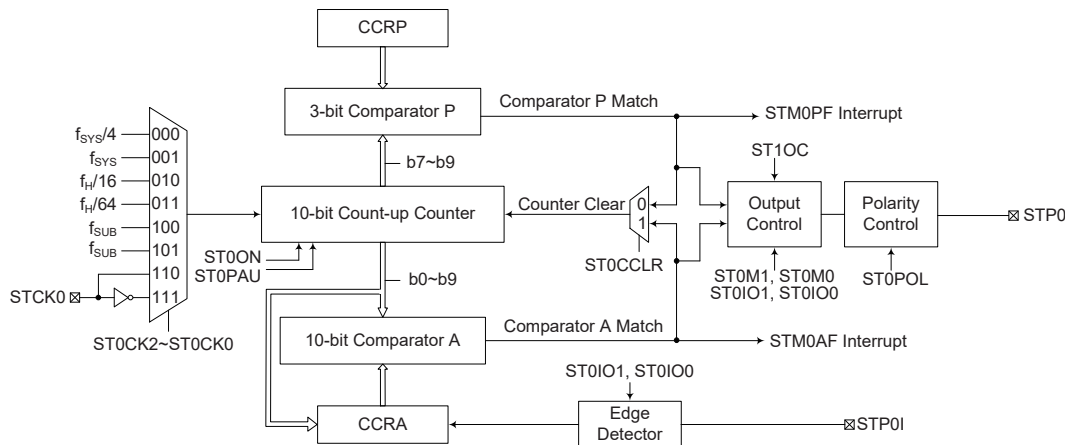 CCRP
3-bit Comparator P
Comparator P Match
STM0PF Interrupt
b7~b9
ST1OC
fSYS/4 000
fSYS 001
fH/16 010
fH/64 011
fSUB 100
fSUB 101
110
111
10-bit Count-up Counter
Counter Clear
0
1
Output Control
Polarity Control
STP0
ST0ON
ST0PAU
b0~b9
ST0CCLR
ST0M1, ST0M0
ST0IO1, ST0IO0
ST0POL
STCK0
ST0CK2~ST0CK0
10-bit Comparator A
Comparator A Match
STM0AF Interrupt
ST0IO1, ST0IO0
CCRA
Edge Detector
STP0I